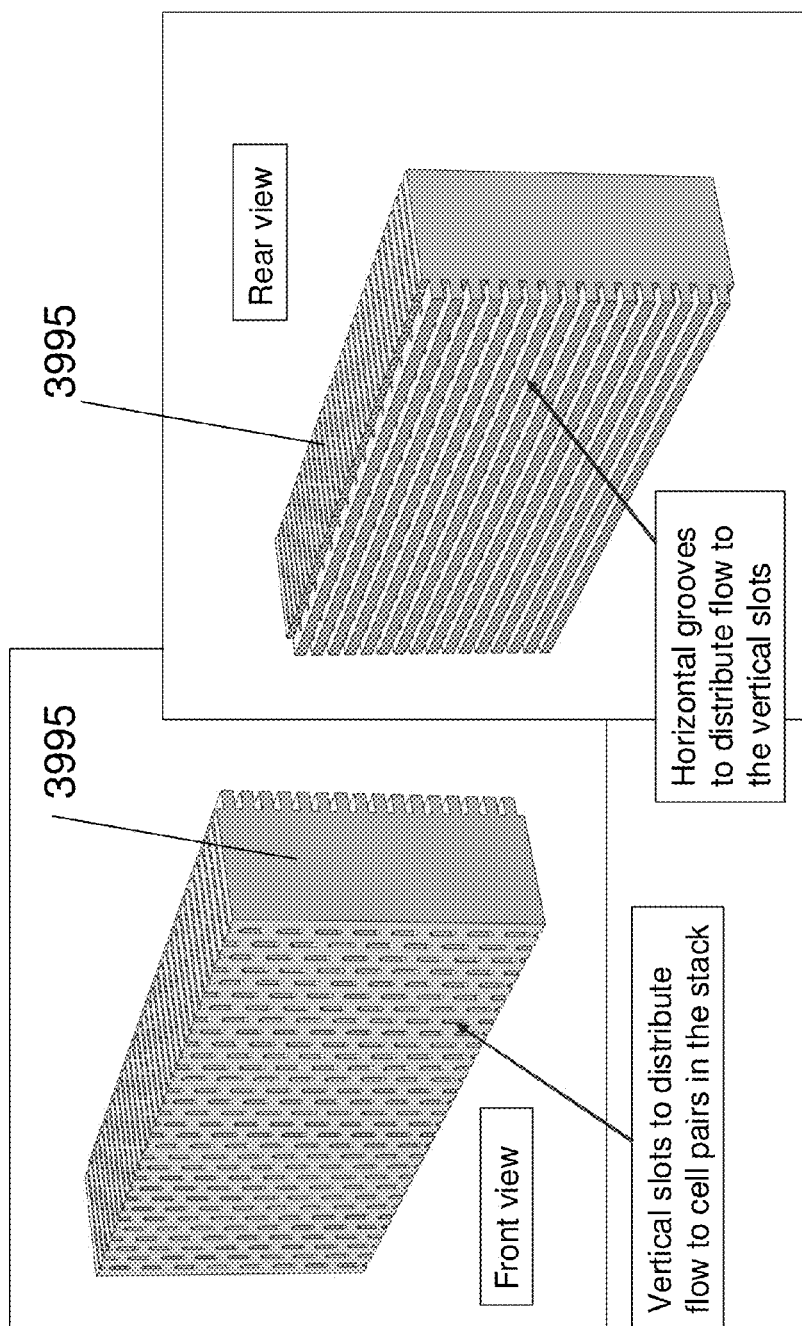 3995
Front view
Vertical slots to distribute
flow to cell pairs in the stack
3995
Rear view
Horizontal grooves
to distribute flow to
the vertical slots